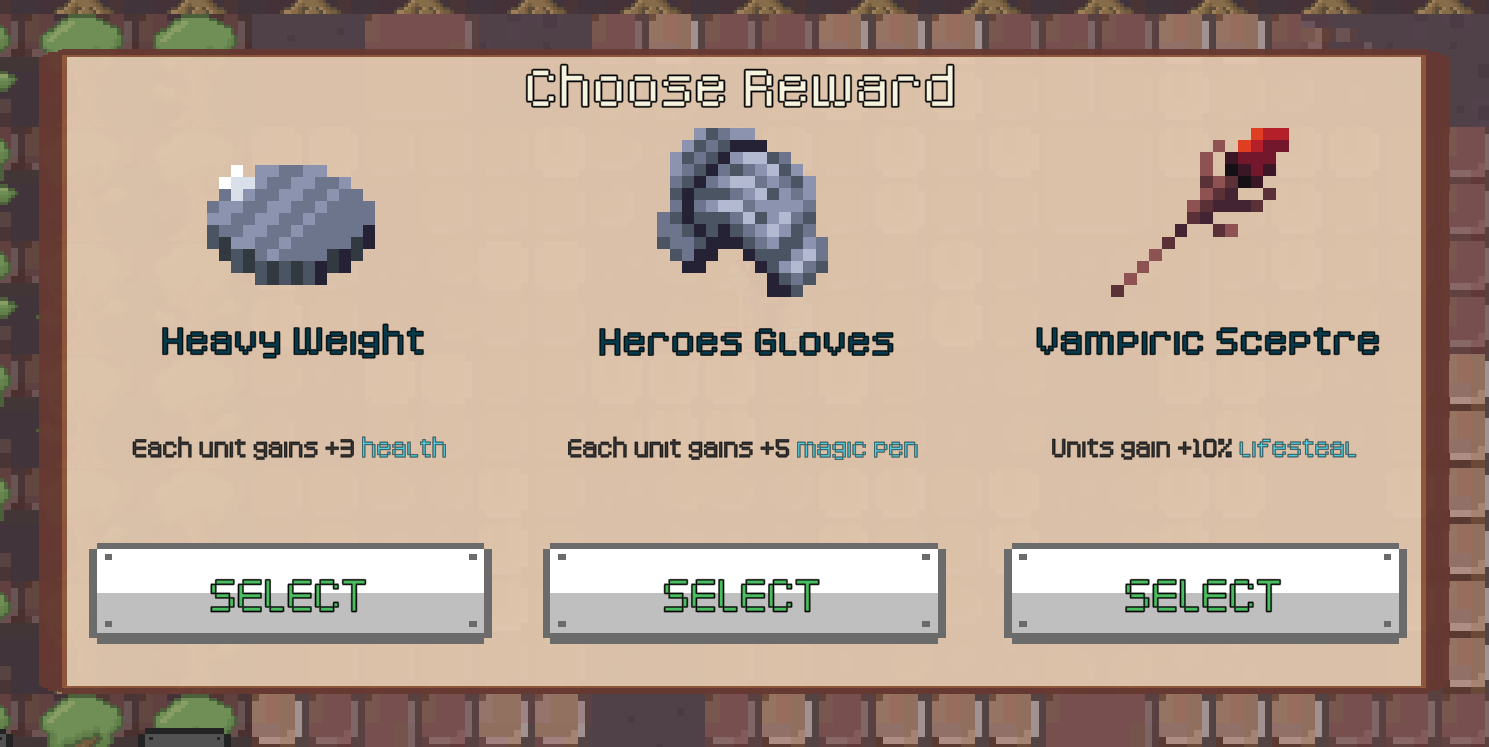 Choose Reward
Heavy Weight
Heroes Gloves
Vampiric Sceptre
Each unit gains +3 health
Each unit gains +5 magic pen
Units gain +10% lifesteal
SELECT
SELECT
SELECT